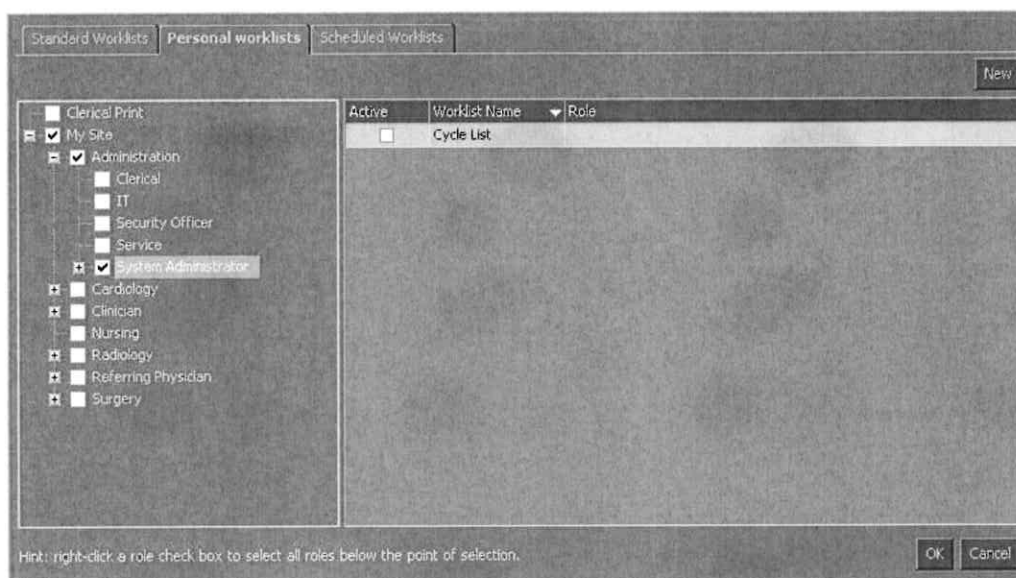 Standard Worklists Personal worklists Scheduled Worklists
New
Clerical Print
My Site
Administration
Clerical
IT
Security Officer
Service
System Administrator
Cardiology
Clinician
Nursing
Radiology
Referring Physician
Surgery
Active Worklist Name Role
Cycle List
Hint: right-click a role check box to select all roles below the point of selection.
OK Cancel